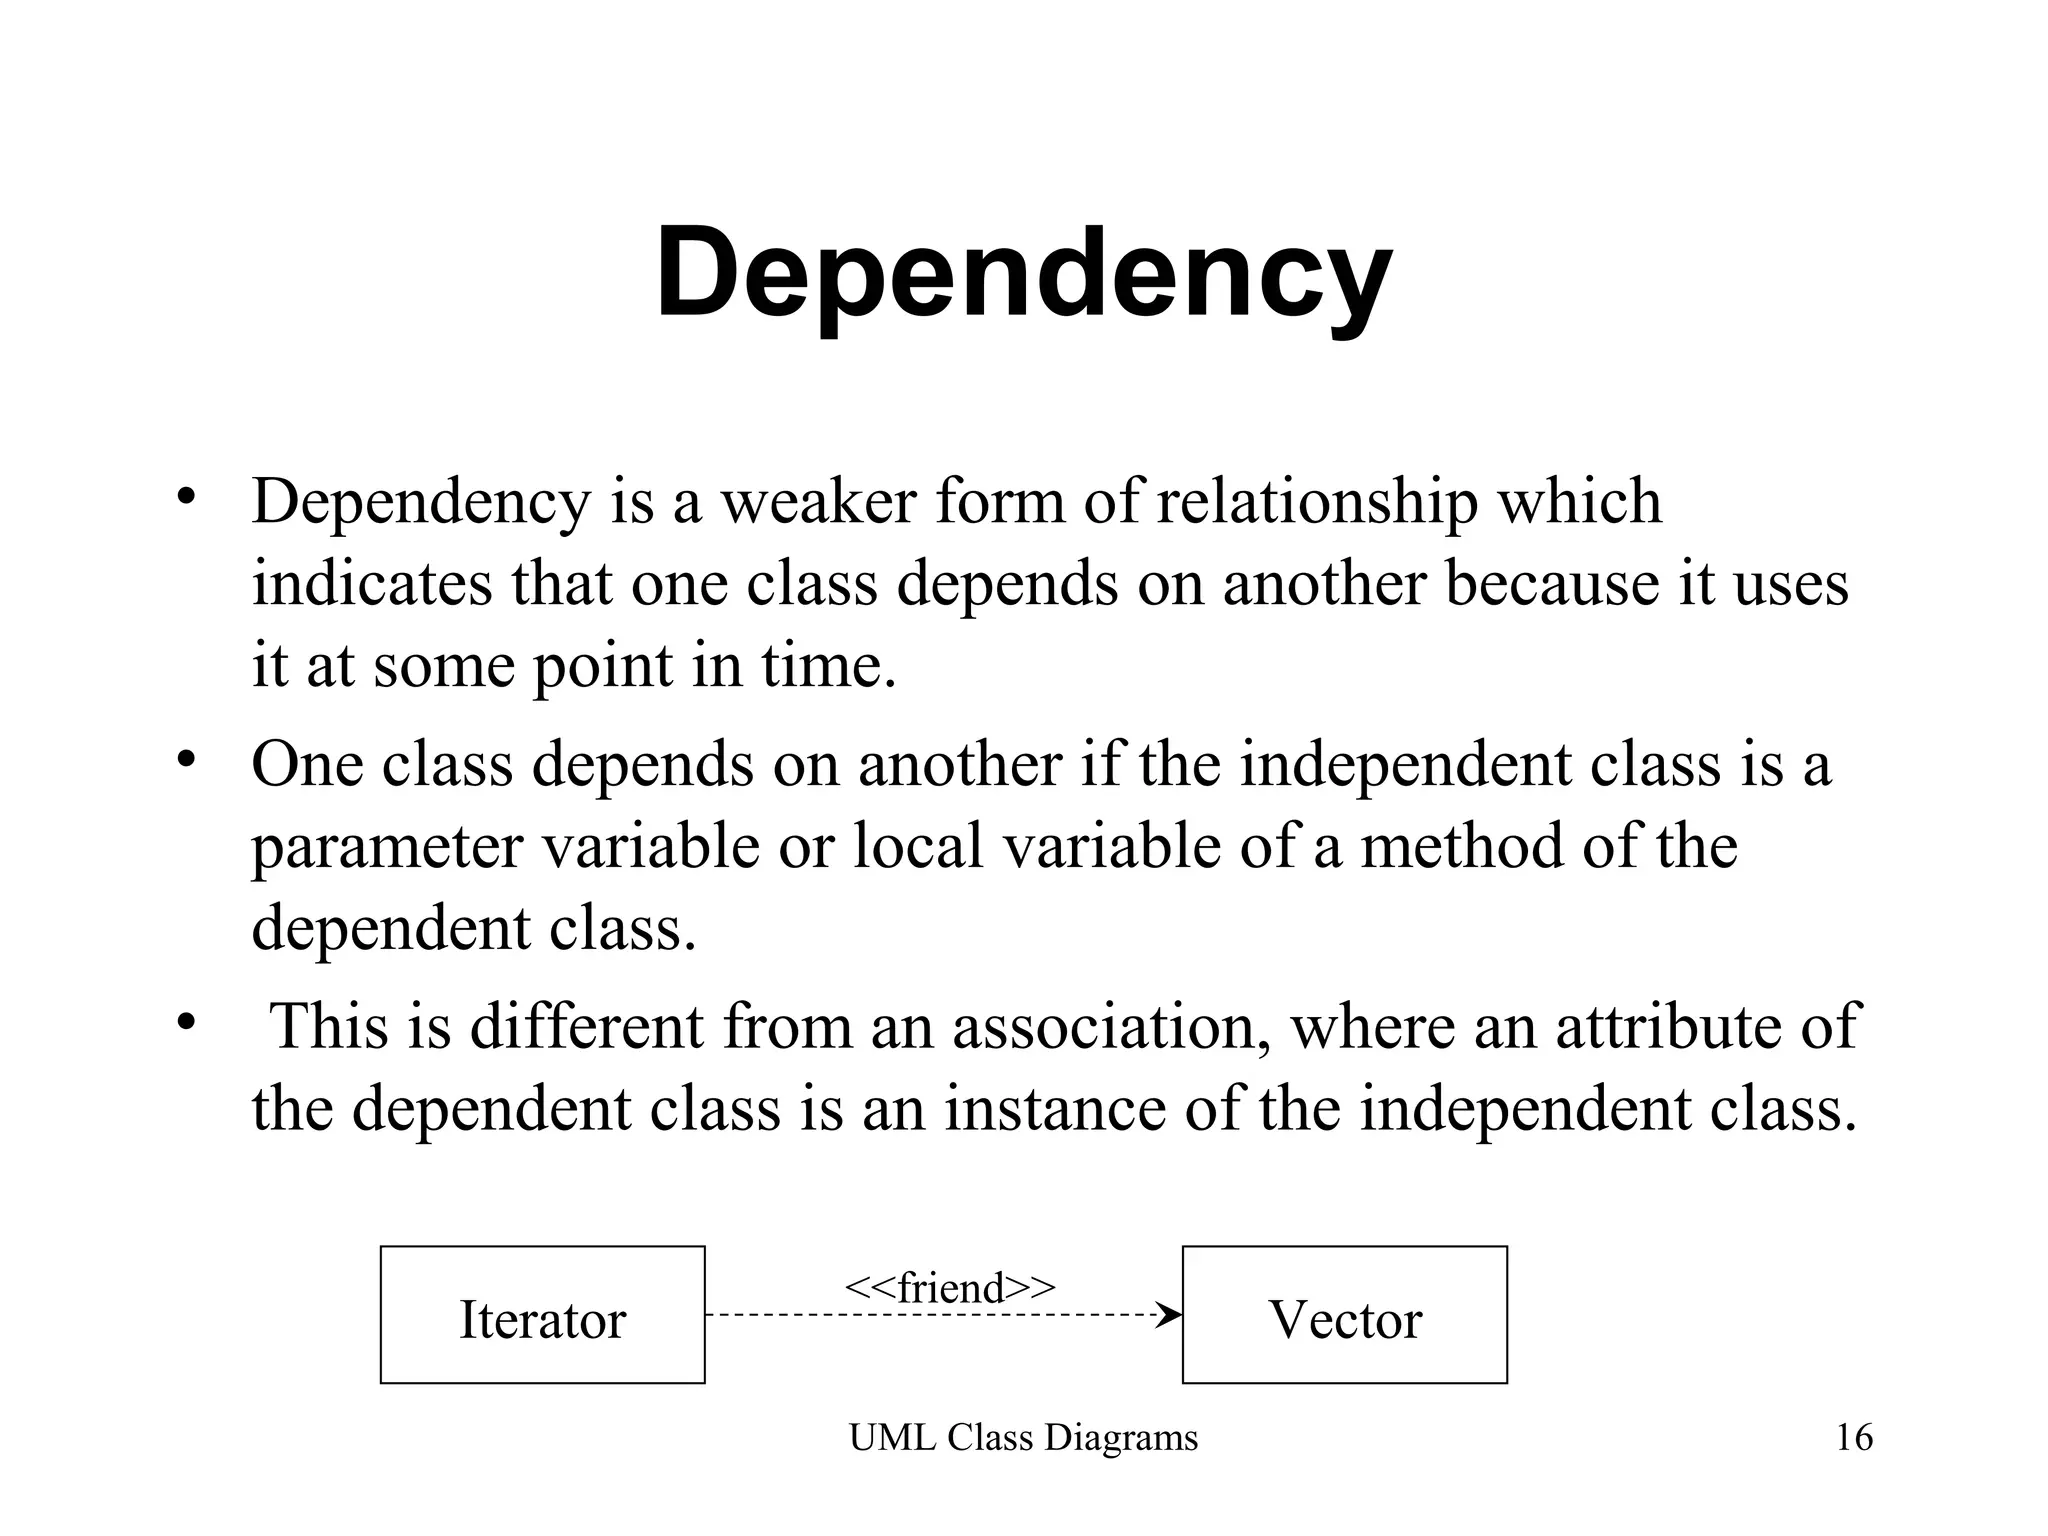 Dependency
• Dependency is a weaker form of relationship which
indicates that one class depends on another because it uses
it at some point in time.
• One class depends on another if the independent class is a
parameter variable or local variable of a method of the
dependent class.
• This is different from an association, where an attribute of
the dependent class is an instance of the independent class.
<<friend>>
Iterator
Vector
UML Class Diagrams
16